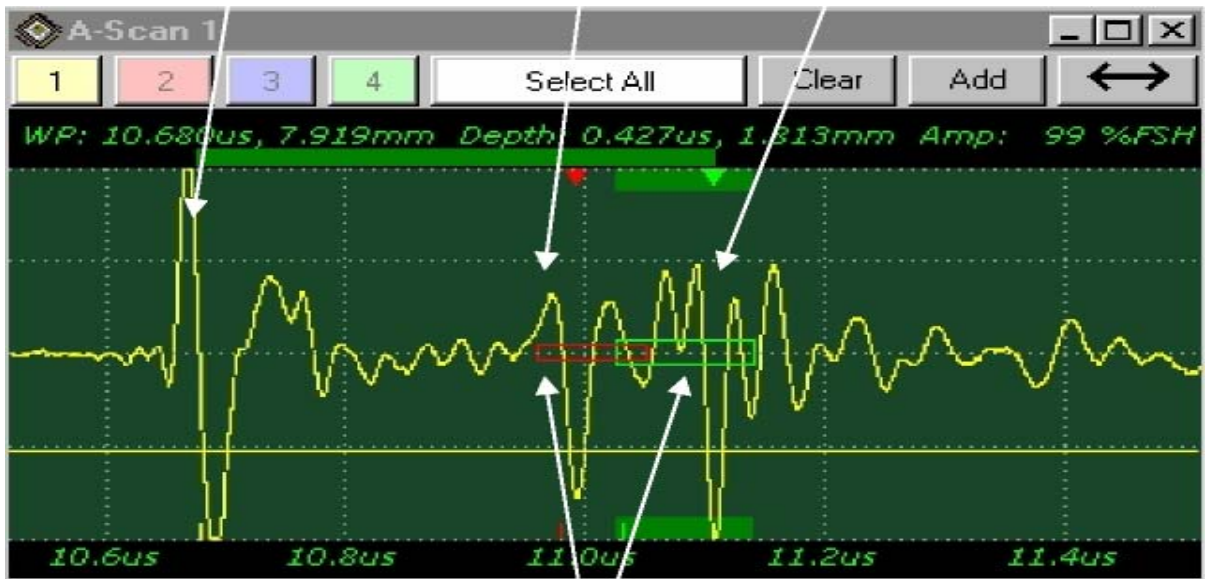 A-Scan 1
1 2 3 4 Select All Clear Add
WP: 10.680us, 7.919mm Depth: 0.427us, 1.813mm Amp: 99 %FSH
10.6us 10.8us 11.0us 11.2us 11.4us